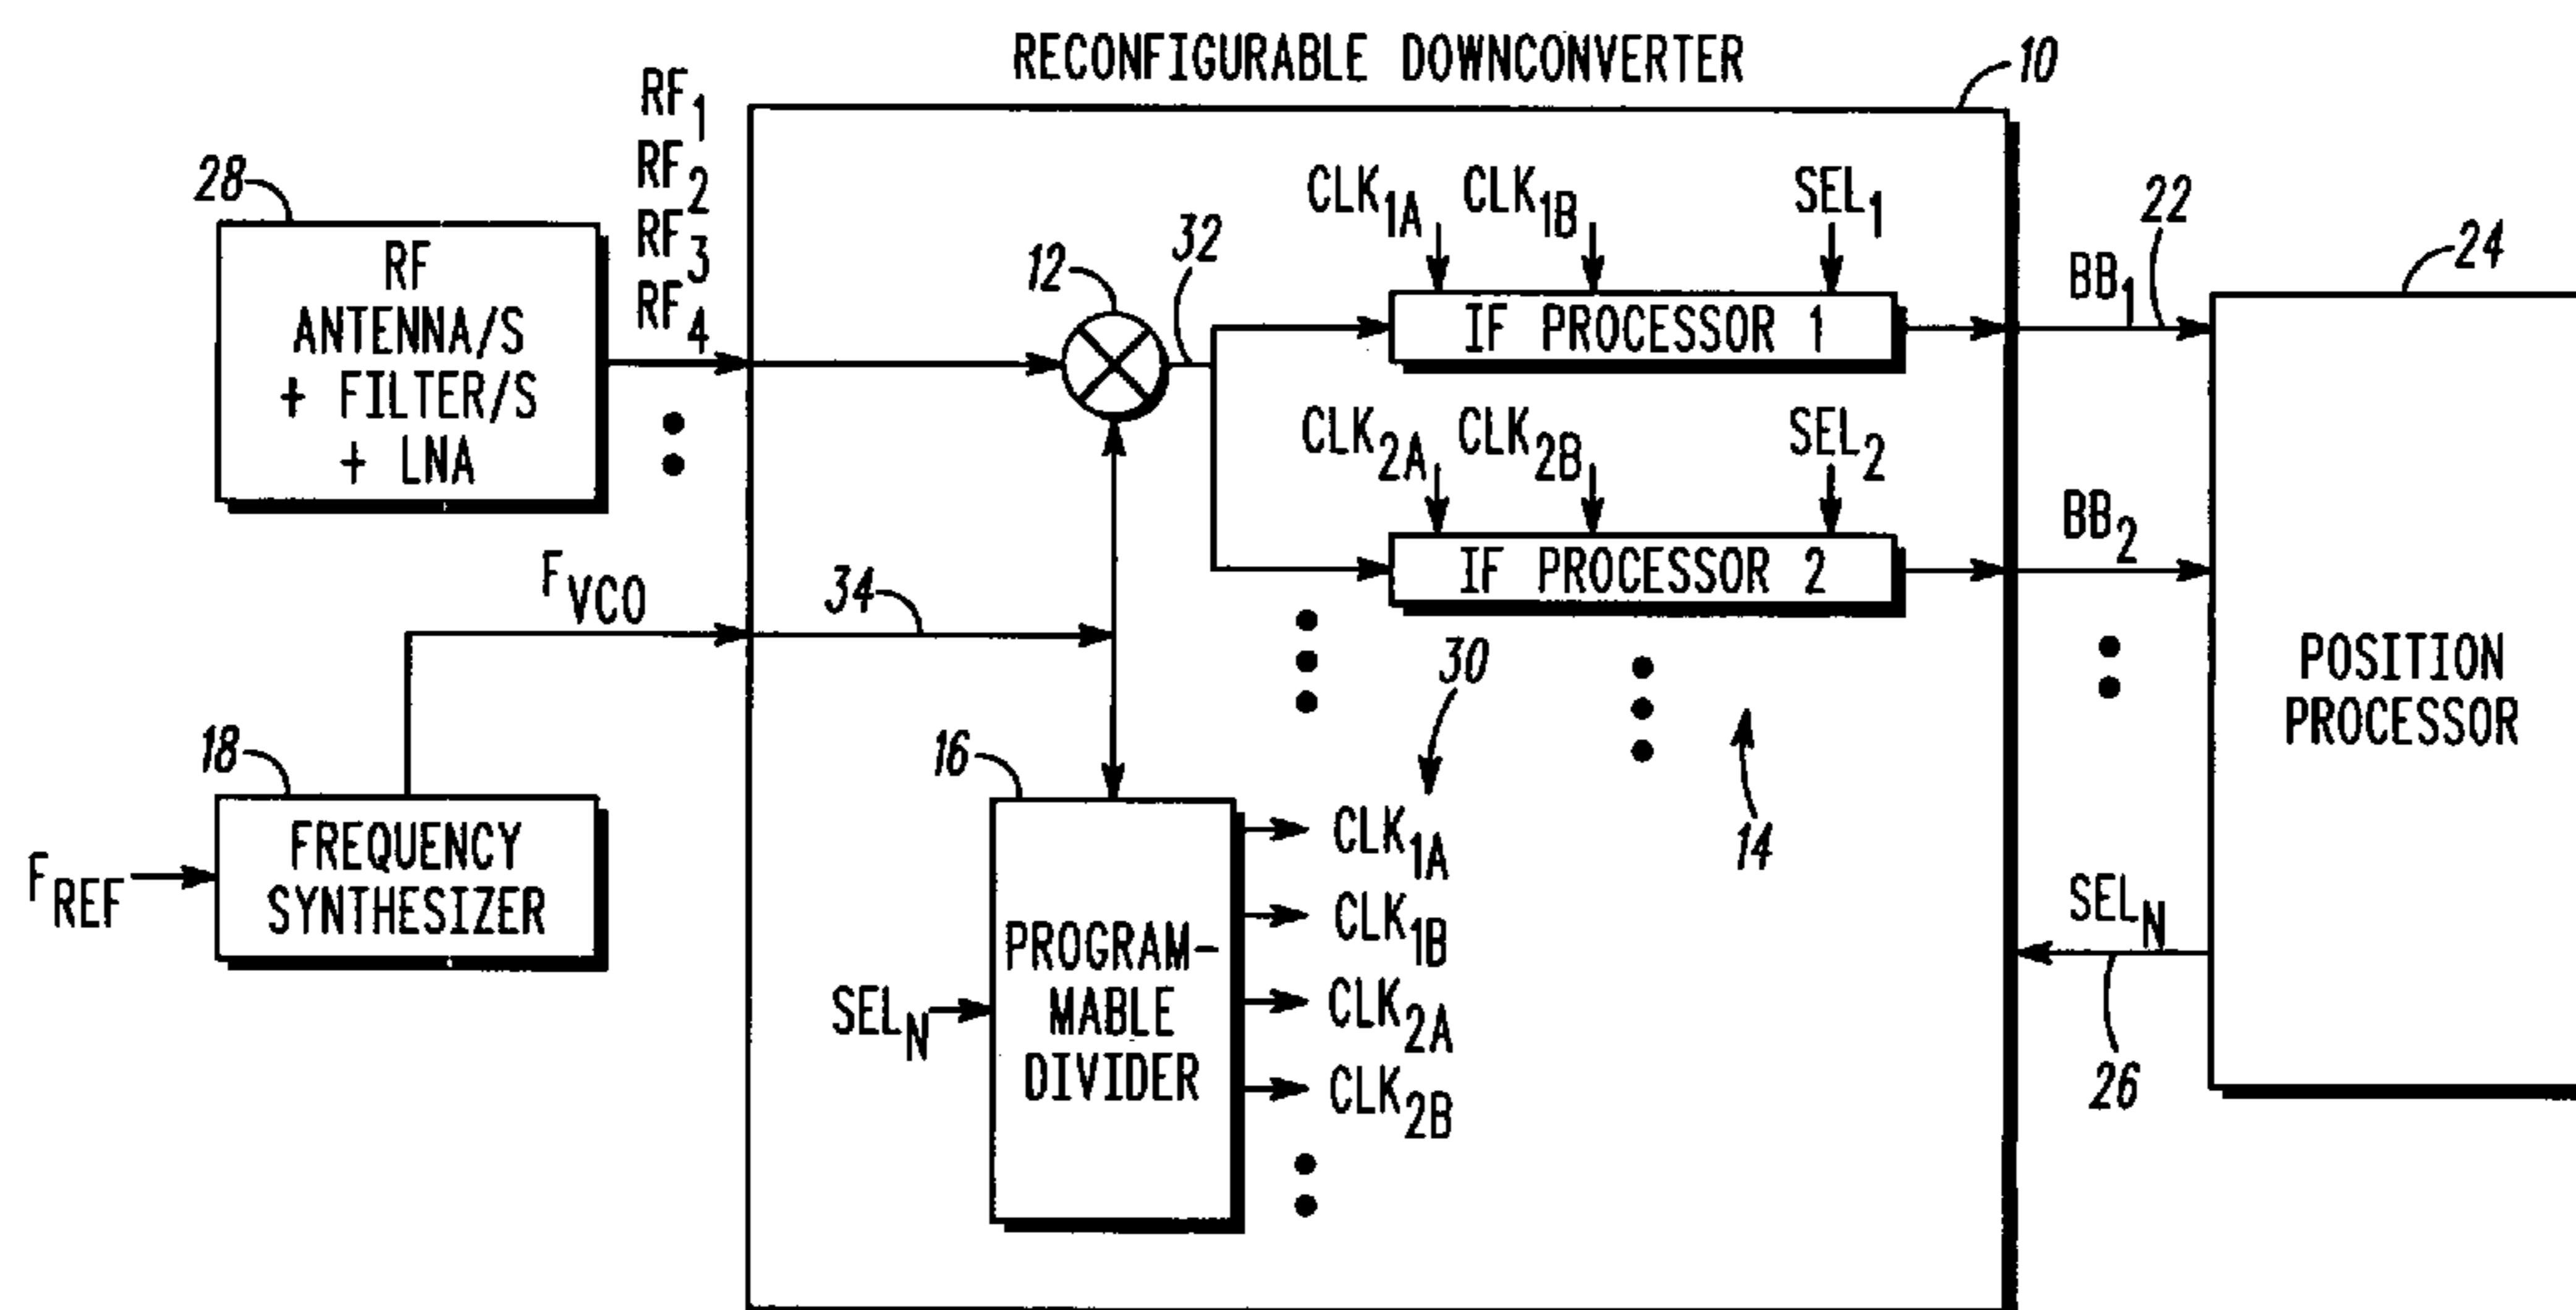 RECONFIGURABLE DOWNCONVERTER
10
RF1
RF2
RF3
RF4
28
RF
ANTENNA/S
+ FILTER/S
+ LNA
12
32
CLK1A
CLK1B
SEL1
IF PROCESSOR 1
BB1
22
24
CLK2A
CLK2B
SEL2
IF PROCESSOR 2
BB2
FVCO
34
30
14
POSITION
PROCESSOR
18
FREQUENCY
SYNTHESIZER
FREF
16
PROGRAM-
MABLE
DIVIDER
SELN
CLK1A
CLK1B
CLK2A
CLK2B
SELN
26